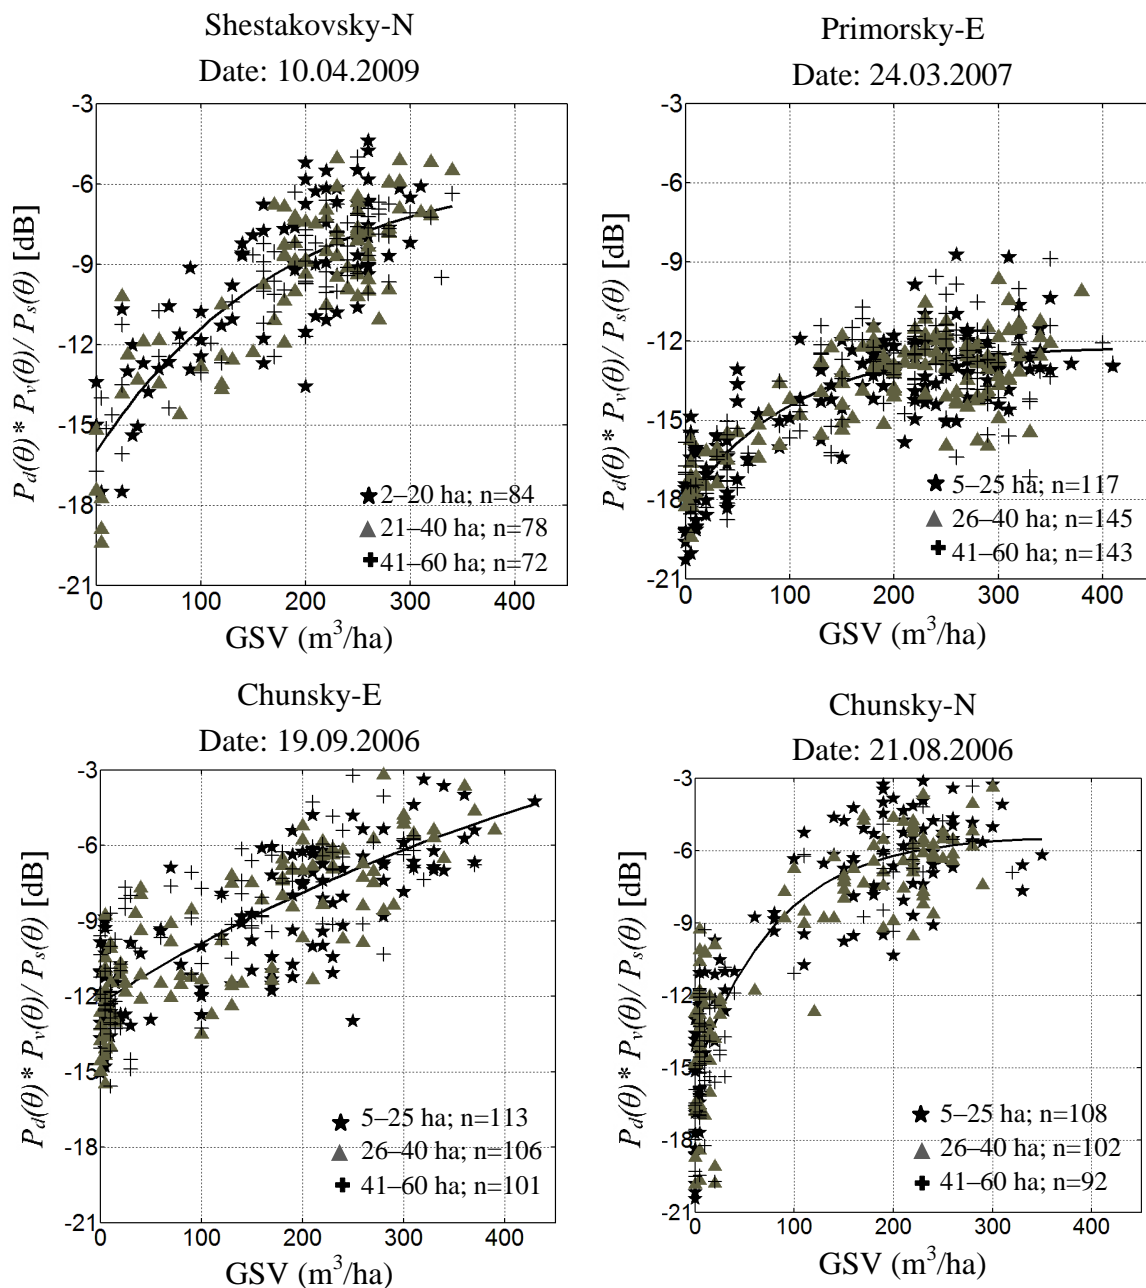 Shestakovsky-N
Date: 10.04.2009
-3
-6
-9
-12
-15
-18
-21
0
100
200
300
400
P_d(θ)* P_v(θ)/ P_s(θ) [dB]
GSV (m³/ha)
2–20 ha; n=84
21–40 ha; n=78
41–60 ha; n=72
Primorsky-E
Date: 24.03.2007
-3
-6
-9
-12
-15
-18
-21
0
100
200
300
400
P_d(θ)* P_v(θ)/ P_s(θ) [dB]
GSV (m³/ha)
5–25 ha; n=117
26–40 ha; n=145
41–60 ha; n=143
Chunsky-E
Date: 19.09.2006
-3
-6
-9
-12
-15
-18
-21
0
100
200
300
400
P_d(θ)* P_v(θ)/ P_s(θ) [dB]
GSV (m³/ha)
5–25 ha; n=113
26–40 ha; n=106
41–60 ha; n=101
Chunsky-N
Date: 21.08.2006
-3
-6
-9
-12
-15
-18
-21
0
100
200
300
400
P_d(θ)* P_v(θ)/ P_s(θ) [dB]
GSV (m³/ha)
5–25 ha; n=108
26–40 ha; n=102
41–60 ha; n=92